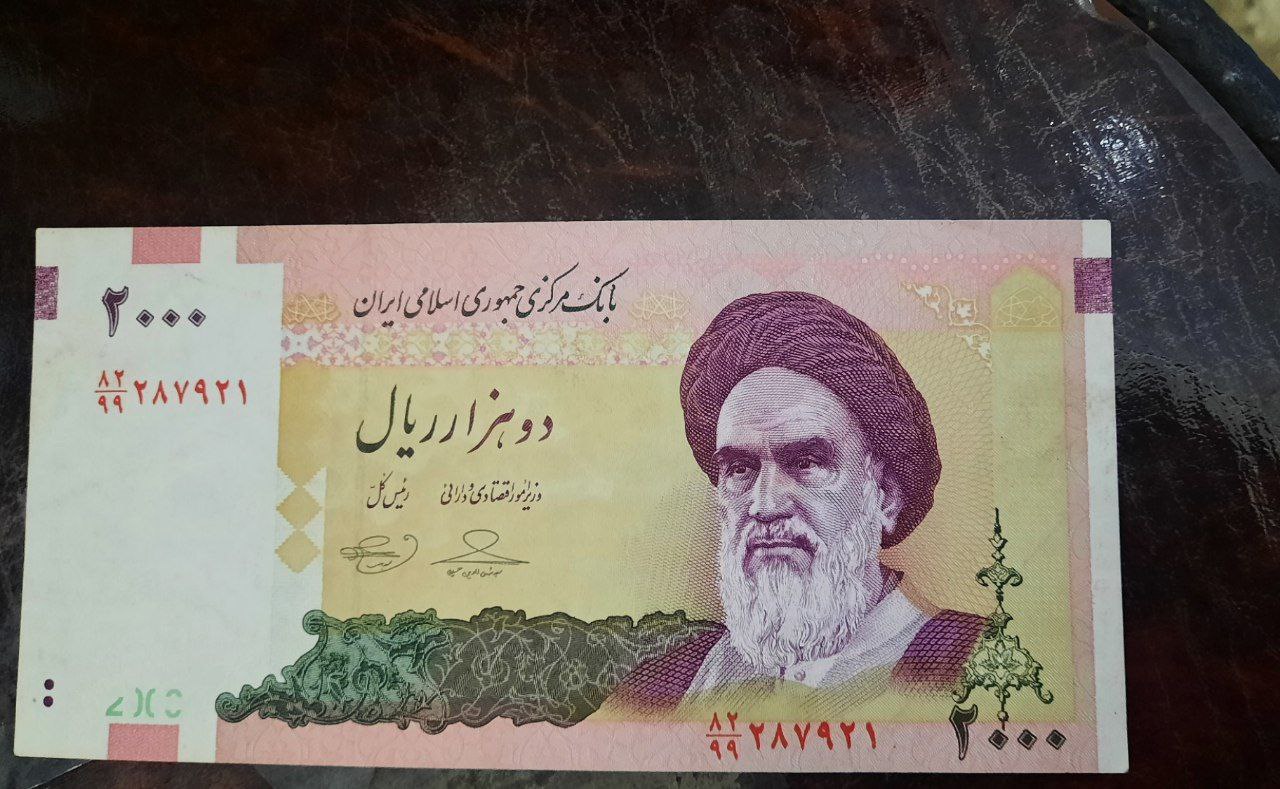 بانک مرکزی جمهوری اسلامی ایران
۲۰۰۰
۸۲/۹۹ ۲۸۷۹۲۱
دو هزار ریال
وزیر امور اقتصادی و دارائی
رئیس کل
۸۲/۹۹ ۲۸۷۹۲۱
۲۰۰۰